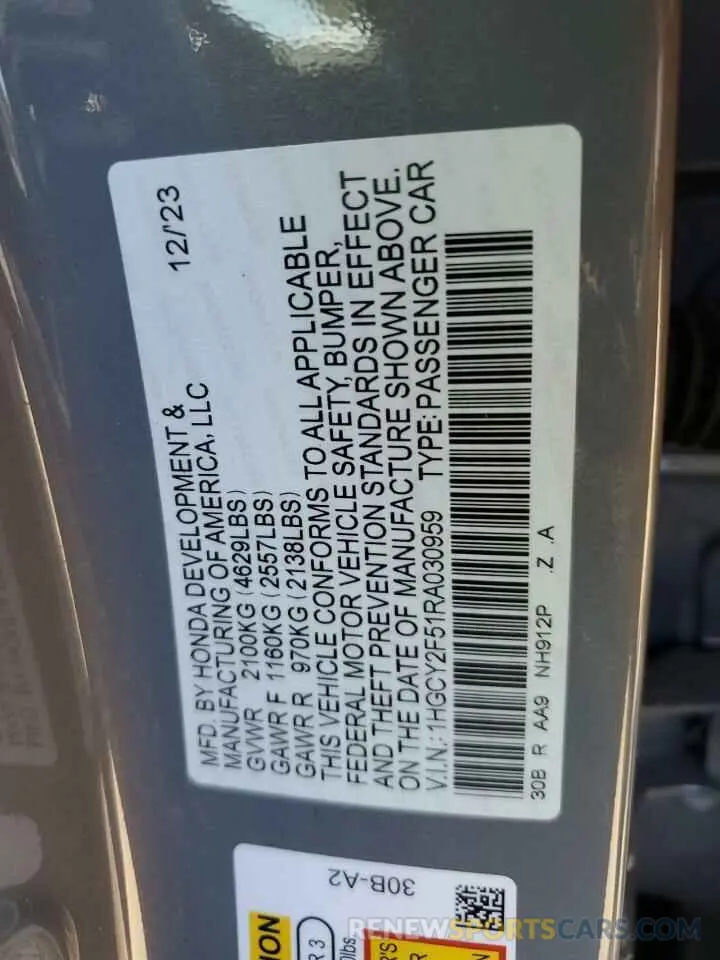 MFD. BY HONDA DEVELOPMENT & 12/'23
MANUFACTURING OF AMERICA, LLC
GVWR 2100KG (4629LBS)
GAWR F 1160KG (2557LBS)
GAWR R 970KG (2138LBS)
THIS VEHICLE CONFORMS TO ALL APPLICABLE
FEDERAL MOTOR VEHICLE SAFETY, BUMPER,
AND THEFT PREVENTION STANDARDS IN EFFECT
ON THE DATE OF MANUFACTURE SHOWN ABOVE.
V.I.N.: 1HGCY2F51RA030959 TYPE: PASSENGER CAR
30B R AA9 NH912P .Z .A
30B-A2
RENEWSPORTSCARS.COM